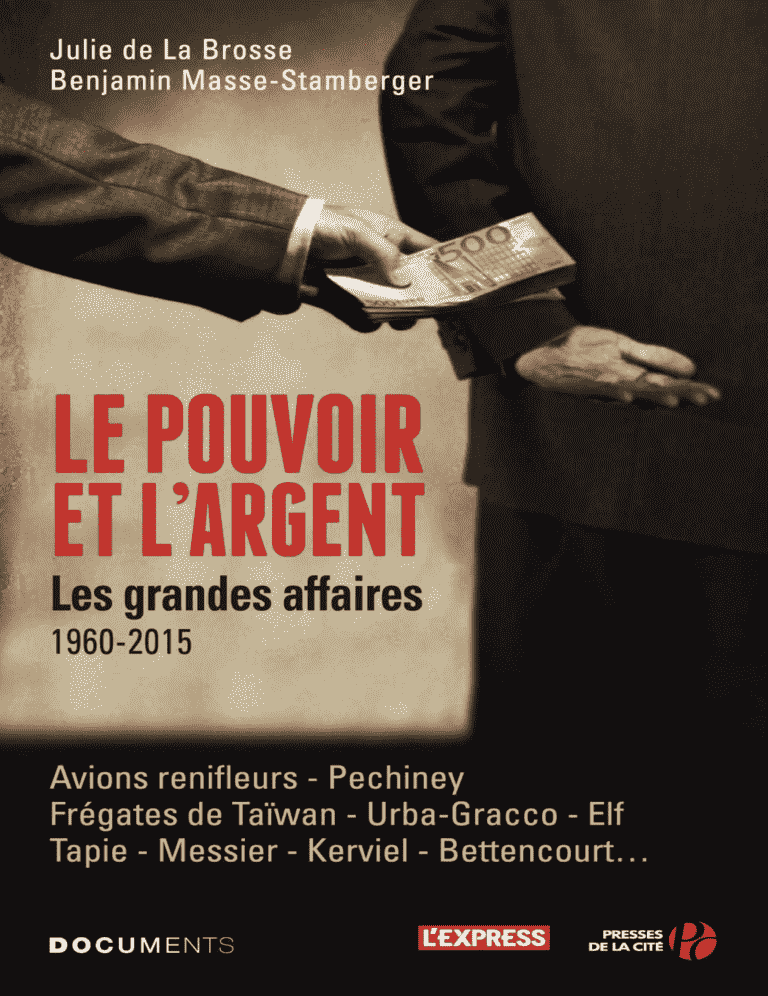 Julie de La Brosse
Benjamin Masse-Stamberger
500
LE POUVOIR
ET L’ARGENT
Les grandes affaires
1960-2015
Avions renifleurs - Pechiney
Frégates de Taïwan - Urba-Gracco - Elf
Tapie - Messier - Kerviel - Bettencourt…
DOCUMENTS
L’EXPRESS
PRESSES
DE LA CITÉ